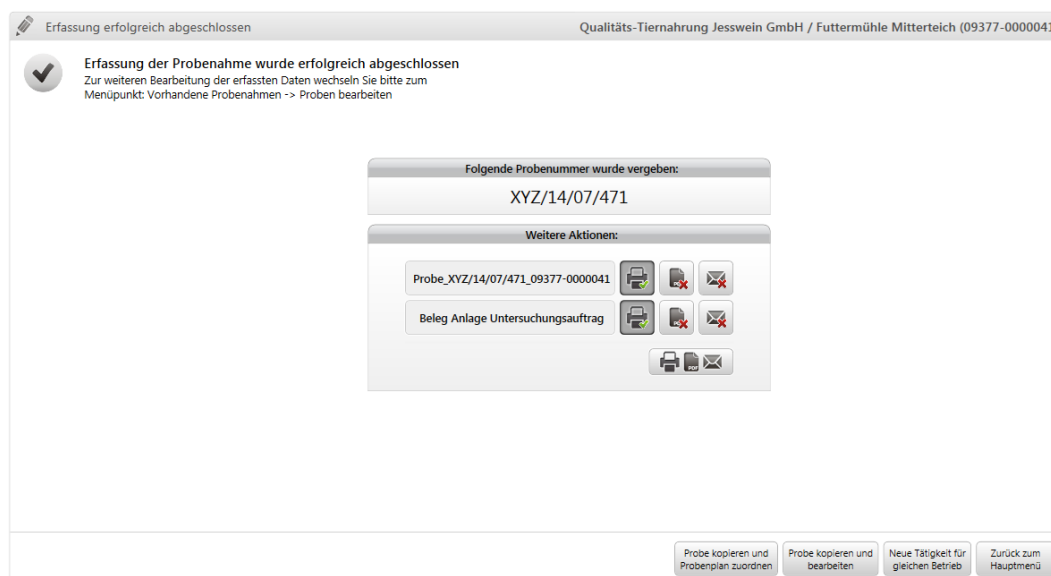 Erfassung erfolgreich abgeschlossen
Qualitäts-Tiernahrung Jesswein GmbH / Futtermühle Mitterteich (09377-0000041
Erfassung der Probenahme wurde erfolgreich abgeschlossen
Zur weiteren Bearbeitung der erfassten Daten wechseln Sie bitte zum
Menüpunkt: Vorhandene Probenahmen -> Proben bearbeiten
Folgende Probenummer wurde vergeben:
XYZ/14/07/471
Weitere Aktionen:
Probe_XYZ/14/07/471_09377-0000041
Beleg Anlage Untersuchungsauftrag
PDF
Probe kopieren und
Probenplan zuordnen
Probe kopieren und
bearbeiten
Neue Tätigkeit für
gleichen Betrieb
Zurück zum
Hauptmenü